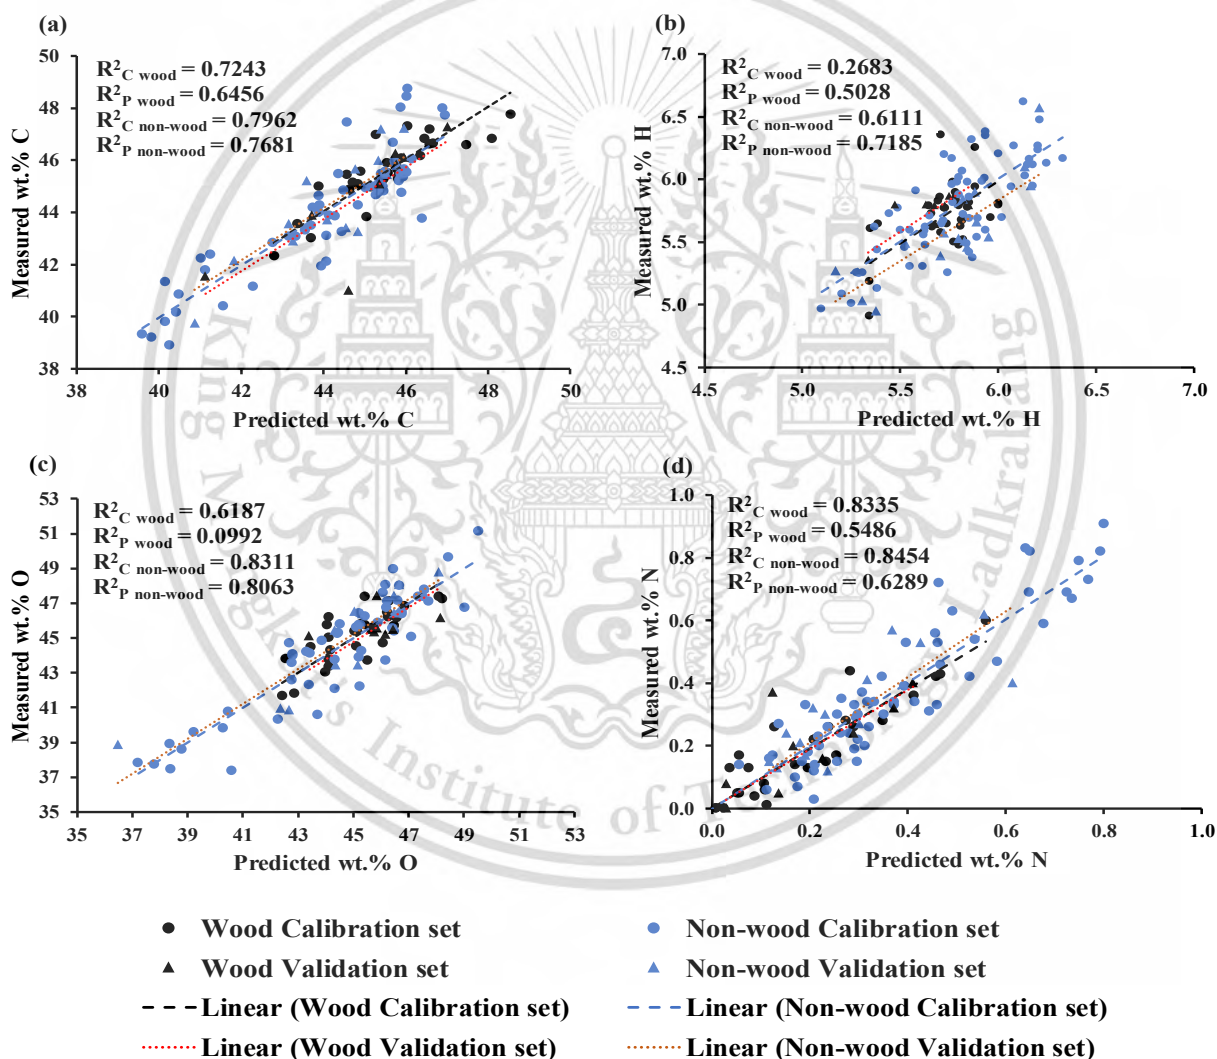 (a)
R²C wood = 0.7243
R²P wood = 0.6456
R²C non-wood = 0.7962
R²P non-wood = 0.7681
Measured wt.% C
50
48
46
44
42
40
38
38 40 42 44 46 48 50
Predicted wt.% C
(b)
R²C wood = 0.2683
R²P wood = 0.5028
R²C non-wood = 0.6111
R²P non-wood = 0.7185
Measured wt.% H
7.0
6.5
6.0
5.5
5.0
4.5
4.5 5.0 5.5 6.0 6.5 7.0
Predicted wt.% H
(c)
R²C wood = 0.6187
R²P wood = 0.0992
R²C non-wood = 0.8311
R²P non-wood = 0.8063
Measured wt.% O
53
51
49
47
45
43
41
39
37
35
35 37 39 41 43 45 47 49 51 53
Predicted wt.% O
(d)
R²C wood = 0.8335
R²P wood = 0.5486
R²C non-wood = 0.8454
R²P non-wood = 0.6289
Measured wt.% N
1.0
0.8
0.6
0.4
0.2
0.0
0.0 0.2 0.4 0.6 0.8 1.0
Predicted wt.% N
Wood Calibration set
Non-wood Calibration set
Wood Validation set
Non-wood Validation set
Linear (Wood Calibration set)
Linear (Non-wood Calibration set)
Linear (Wood Validation set)
Linear (Non-wood Validation set)
King Institute of Ladkrabang